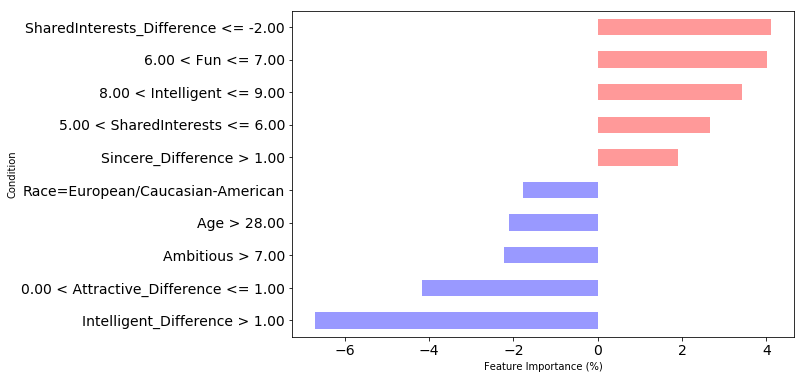 SharedInterests_Difference <= -2.00
6.00 < Fun <= 7.00
8.00 < Intelligent <= 9.00
5.00 < SharedInterests <= 6.00
Sincere_Difference > 1.00
Race=European/Caucasian-American
Age > 28.00
Ambitious > 7.00
0.00 < Attractive_Difference <= 1.00
Intelligent_Difference > 1.00
Condition
−6 −4 −2 0 2 4
Feature Importance (%)